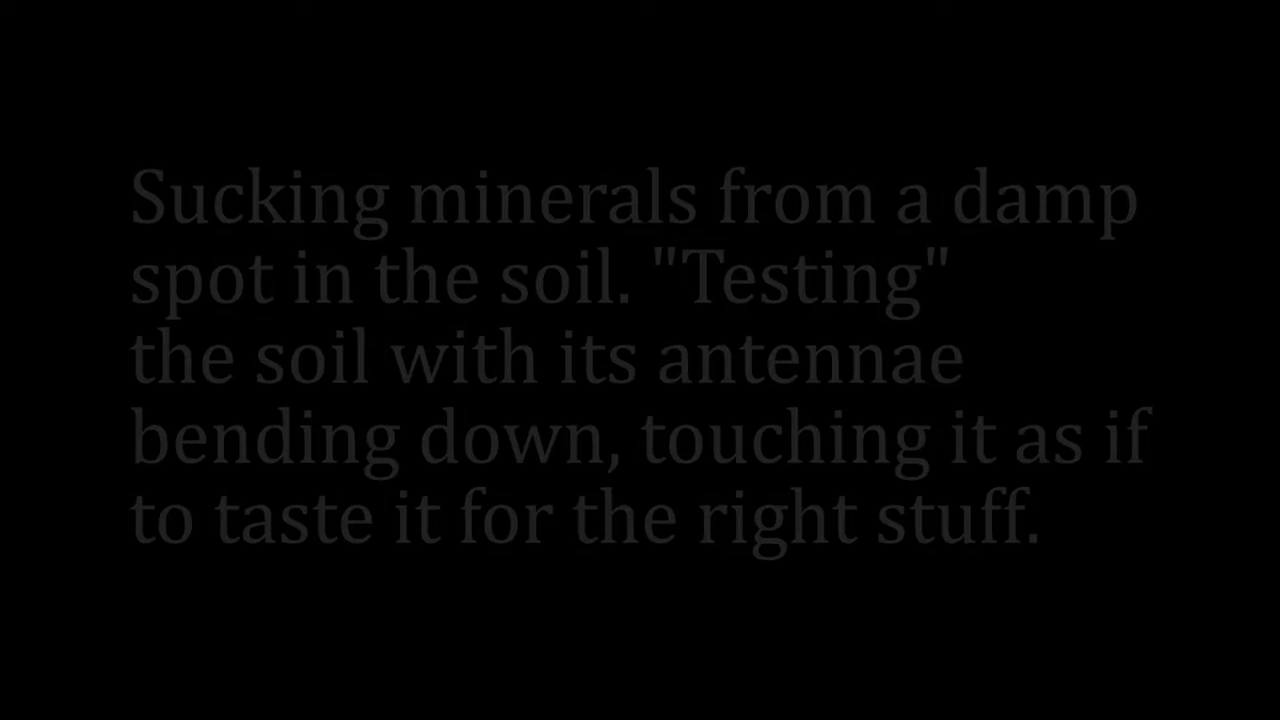 Sucking minerals from a damp
spot in the soil. "Testing"
the soil with its antennae
bending down, touching it as if
to taste it for the right stuff.